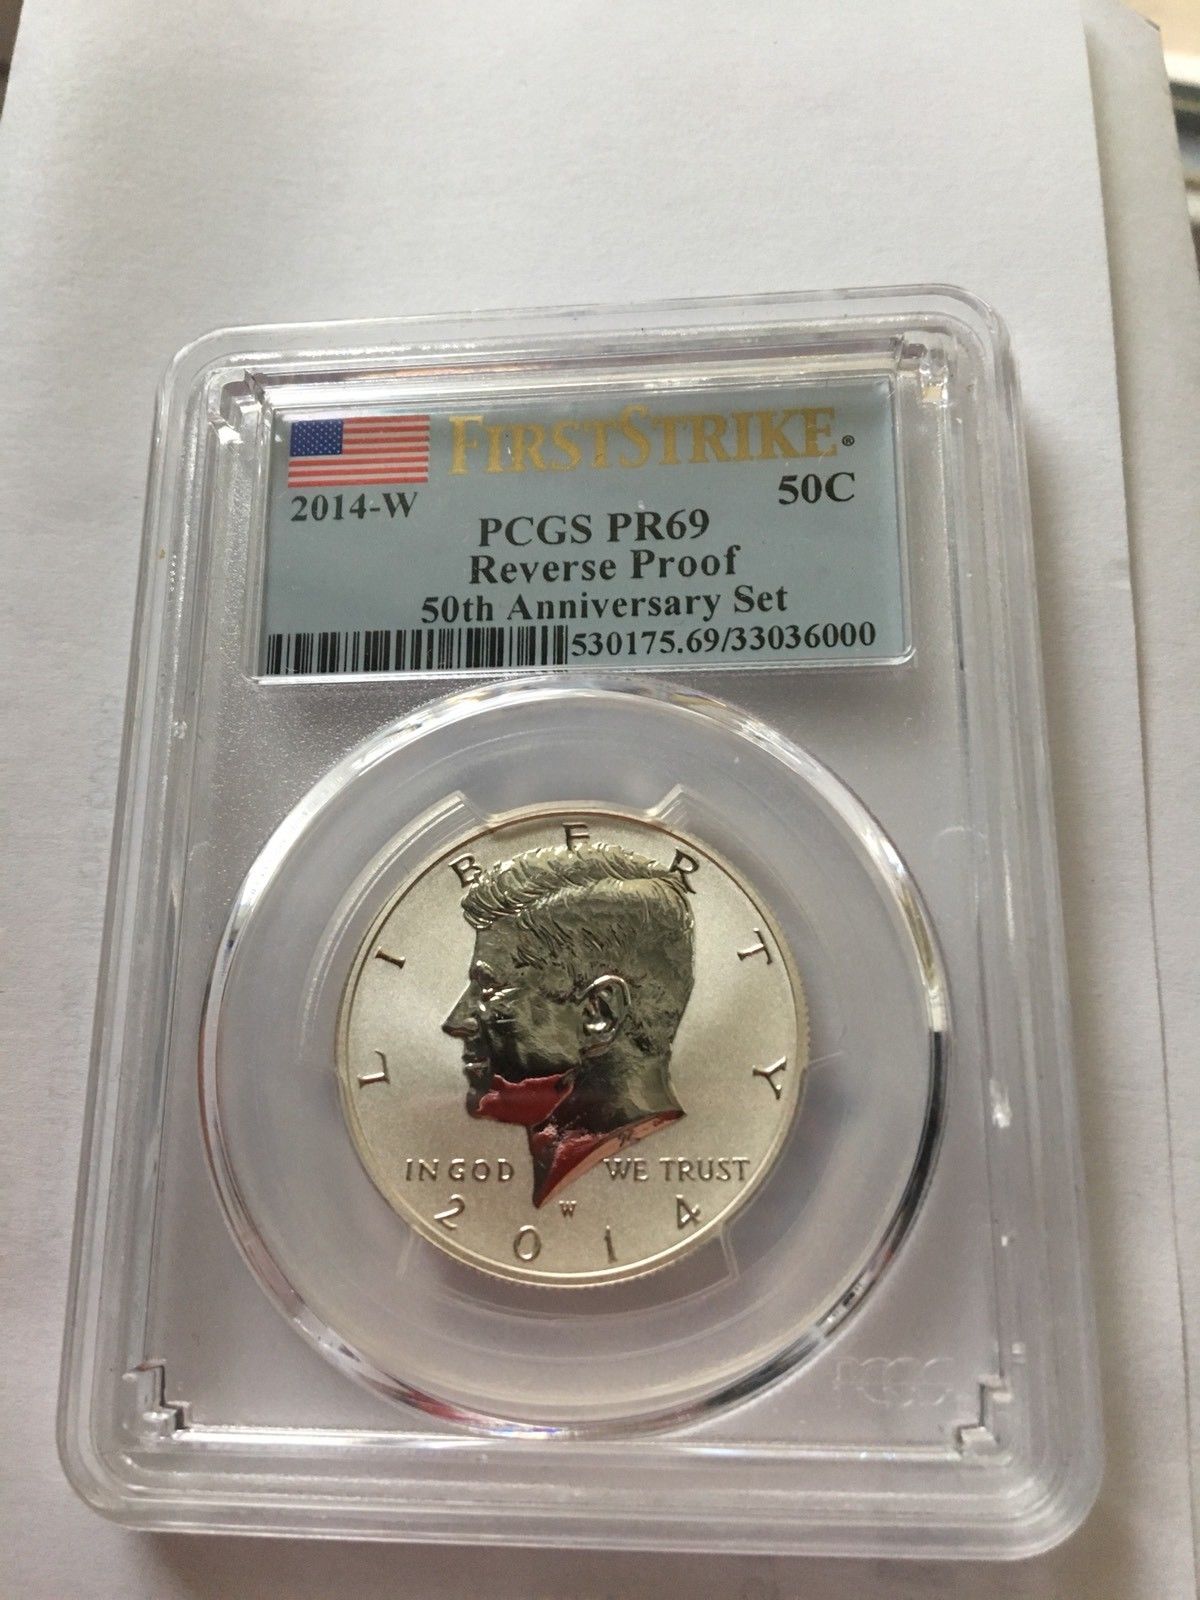 FIRSTSTRIKE®
2014-W 50C
PCGS PR69
Reverse Proof
50th Anniversary Set
530175.69/33036000
LIBERTY
IN GOD WE TRUST
W
2014
PCGS